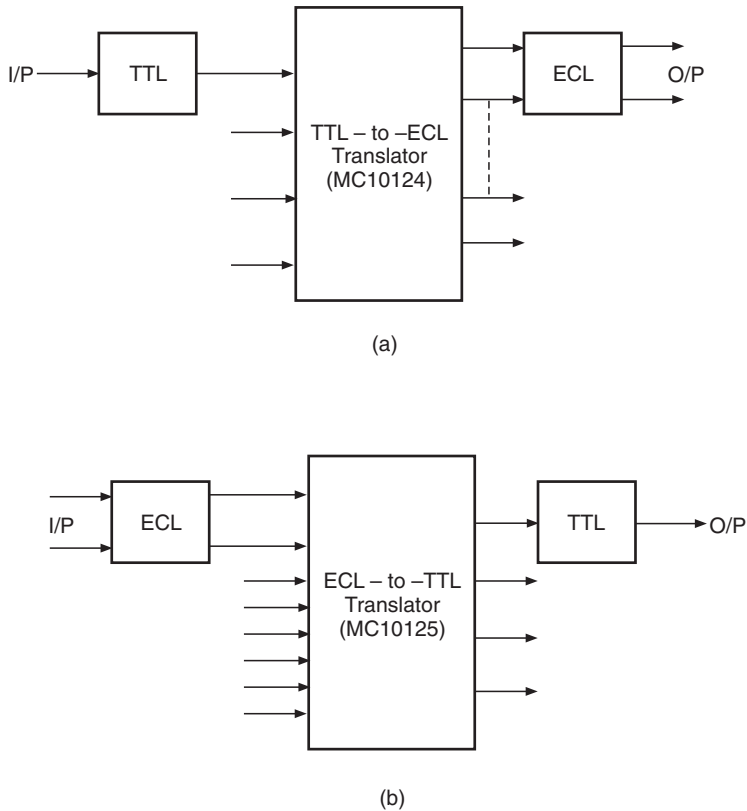 I/P
TTL
TTL – to –ECL
Translator
(MC10124)
ECL
O/P
(a)
I/P
ECL
ECL – to –TTL
Translator
(MC10125)
TTL
O/P
(b)